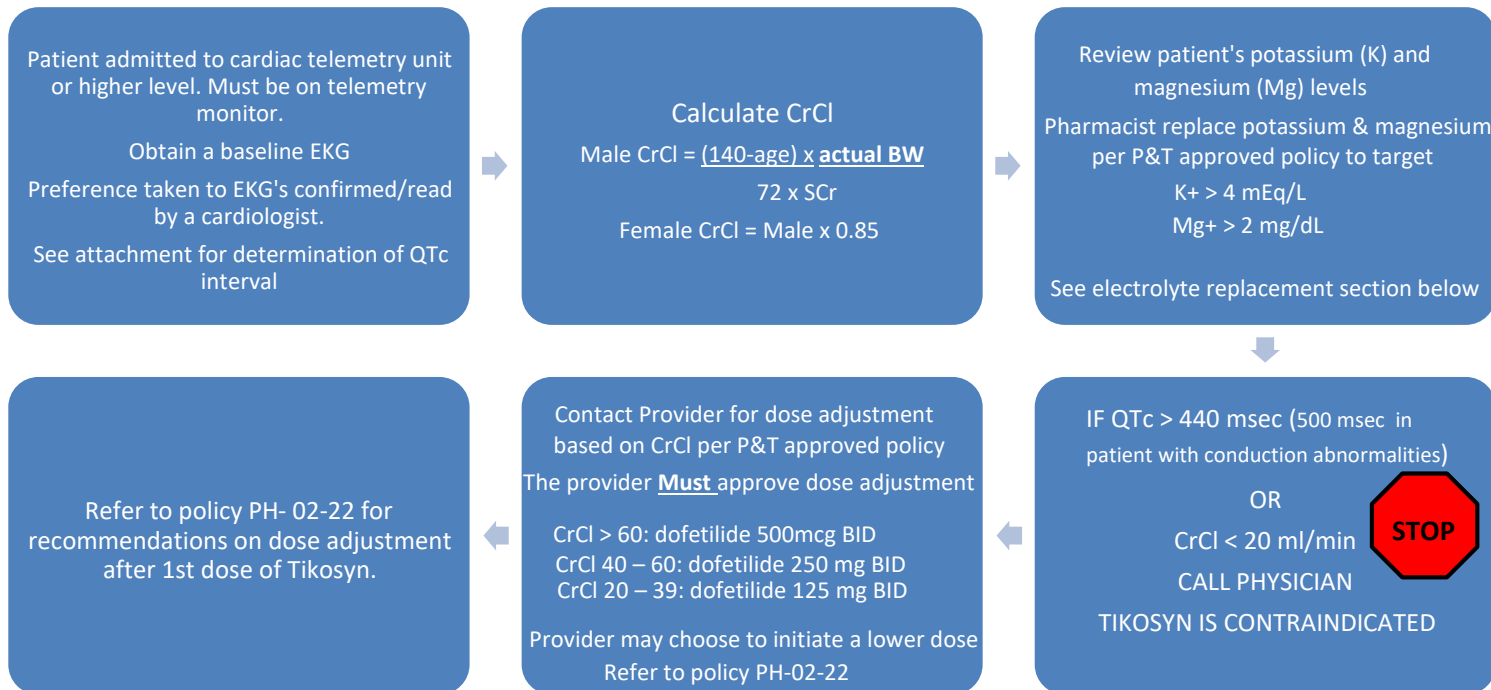 Patient admitted to cardiac telemetry unit
or higher level. Must be on telemetry
monitor.
Obtain a baseline EKG
Preference taken to EKG's confirmed/read
by a cardiologist.
See attachment for determination of QTc
interval
Calculate CrCl
Male CrCl = (140-age) x actual BW
72 x SCr
Female CrCl = Male x 0.85
Review patient's potassium (K) and
magnesium (Mg) levels
Pharmacist replace potassium & magnesium
per P&T approved policy to target
K+ > 4 mEq/L
Mg+ > 2 mg/dL
See electrolyte replacement section below
IF QTc > 440 msec (500 msec in
patient with conduction abnormalities)
OR
CrCl < 20 ml/min
CALL PHYSICIAN
TIKOSYN IS CONTRAINDICATED
STOP
Contact Provider for dose adjustment
based on CrCl per P&T approved policy
The provider Must approve dose adjustment
CrCl > 60: dofetilide 500mcg BID
CrCl 40 – 60: dofetilide 250 mg BID
CrCl 20 – 39: dofetilide 125 mg BID
Provider may choose to initiate a lower dose
Refer to policy PH-02-22
Refer to policy PH- 02-22 for
recommendations on dose adjustment
after 1st dose of Tikosyn.